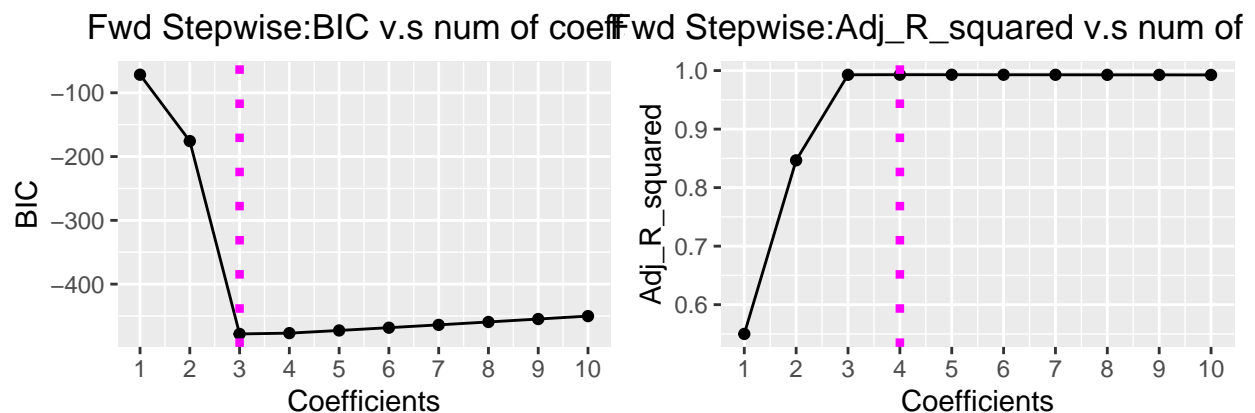 Fwd Stepwise:BIC v.s num of coeff
−100
−200
−300
−400
BIC
1 2 3 4 5 6 7 8 9 10
Coefficients
Fwd Stepwise:Adj_R_squared v.s num of
1.0
0.9
0.8
0.7
0.6
Adj_R_squared
1 2 3 4 5 6 7 8 9 10
Coefficients